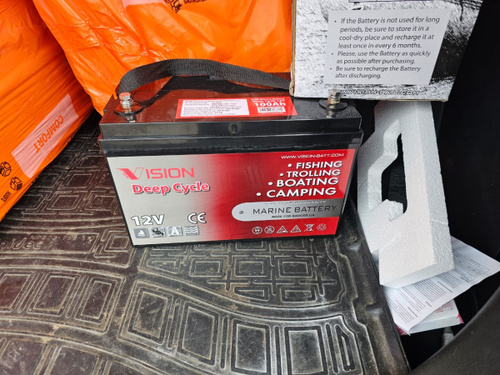 • If the Battery is not used for long
periods, be sure to store it in a
cool-dry place and recharge it at
least once in every 6 months.
• Please, use the Battery as quickly
as possible after purchasing.
Be sure to recharge the Battery
after discharging.
100Ah
VISION
Deep Cycle
12V
CE
WWW.VISION-BATT.COM
• FISHING
• TROLLING
• BOATING
• CAMPING
MARINE BATTERY
COMFORT